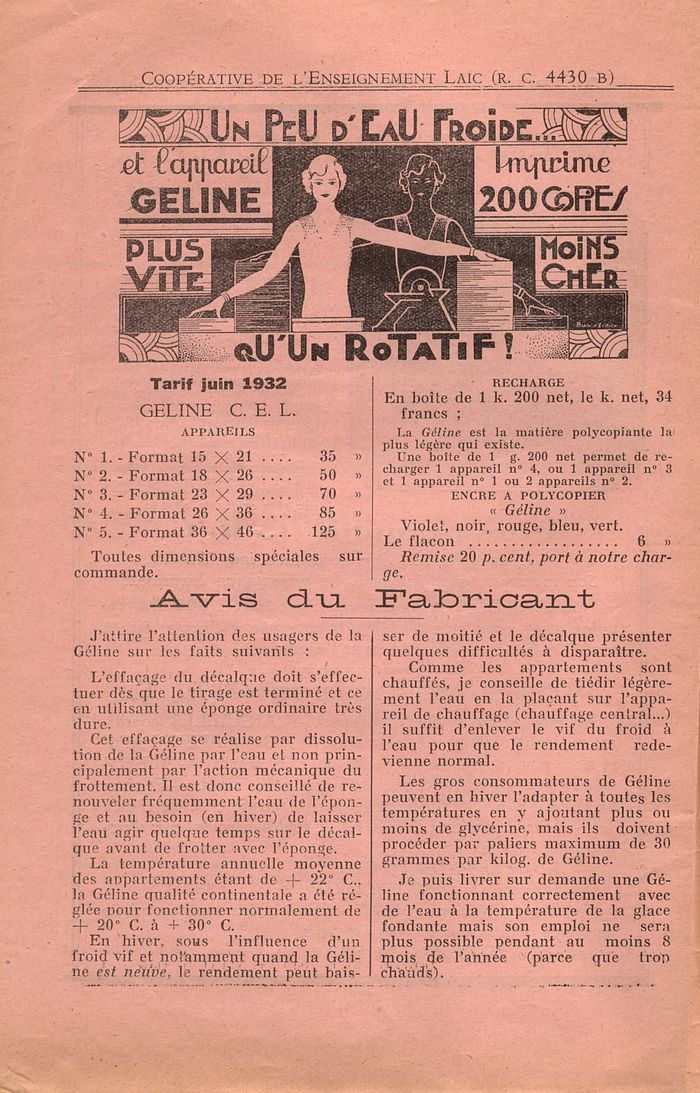 COOPÉRATIVE DE L'ENSEIGNEMENT LAIC (R. C. 4430 B)
UN PEU D'EAU FROIDE...
et l'appareil
GELINE
Imprime
200 COPIES
PLUS
VITE
MOINS
CHER
QU'UN ROTATIF !
Tarif juin 1932
GELINE C. E. L.
APPAREILS
N° 1. - Format 15 × 21 .... 35 »
N° 2. - Format 18 × 26 .... 50 »
N° 3. - Format 23 × 29 .... 70 »
N° 4. - Format 26 × 36 .... 85 »
N° 5. - Format 36 × 46 .... 125 »
Toutes dimensions spéciales sur
commande.
RECHARGE
En boîte de 1 k. 200 net, le k. net, 34
francs ;
La Géline est la matière polycopiante la
plus légère qui existe.
Une boîte de 1 g. 200 net permet de re-
charger 1 appareil n° 4, ou 1 appareil n° 3
et 1 appareil n° 1 ou 2 appareils n° 2.
ENCRE A POLYCOPIER
« Géline »
Violet, noir, rouge, bleu, vert.
Le flacon .................. 6 »
Remise 20 p. cent, port à notre char-
ge.
Avis du Fabricant
J'attire l'attention des usagers de la
Géline sur les faits suivants :
L'effaçage du décalque doit s'effec-
tuer dès que le tirage est terminé et ce
en utilisant une éponge ordinaire très
dure.
Cet effaçage se réalise par dissolu-
tion de la Géline par l'eau et non prin-
cipalement par l'action mécanique du
frottement. Il est donc conseillé de re-
nouveler fréquemment l'eau de l'épon-
ge et au besoin (en hiver) de laisser
l'eau agir quelque temps sur le décal-
que avant de frotter avec l'éponge.
La température annuelle moyenne
des appartements étant de + 22° C.,
la Géline qualité continentale a été ré-
glée pour fonctionner normalement de
+ 20° C. à + 30° C.
En hiver, sous l'influence d'un
froid vif et notamment quand la Géli-
ne est neuve, le rendement peut bais-
ser de moitié et le décalque présenter
quelques difficultés à disparaître.
Comme les appartements sont
chauffés, je conseille de tiédir légère-
ment l'eau en la plaçant sur l'appa-
reil de chauffage (chauffage central...)
il suffit d'enlever le vif du froid à
l'eau pour que le rendement rede-
vienne normal.
Les gros consommateurs de Géline
peuvent en hiver l'adapter à toutes les
températures en y ajoutant plus ou
moins de glycérine, mais ils doivent
procéder par paliers maximum de 30
grammes par kilog. de Géline.
Je puis livrer sur demande une Gé-
line fonctionnant correctement avec
de l'eau à la température de la glace
fondante mais son emploi ne sera
plus possible pendant au moins 8
mois de l'année (parce que trop
chauds).